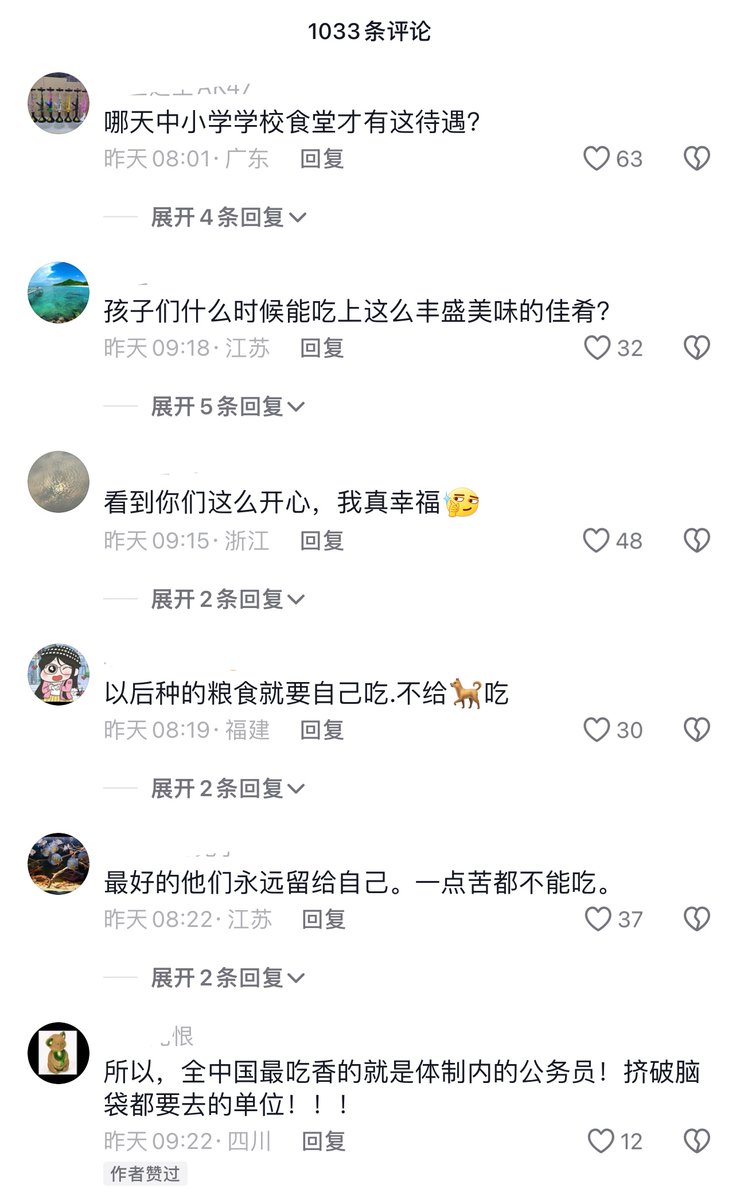 1033条评论
哪天中小学学校食堂才有这待遇？
昨天 08:01·广东 回复
63
展开4条回复
孩子们什么时候能吃上这么丰盛美味的佳肴？
昨天 09:18·江苏 回复
32
展开5条回复
看到你们这么开心，我真幸福
昨天 09:15·浙江 回复
48
展开2条回复
以后种的粮食就要自己吃.不给🐕吃
昨天 08:19·福建 回复
30
展开2条回复
最好的他们永远留给自己。一点苦都不能吃。
昨天 08:22·江苏 回复
37
展开2条回复
恨
所以，全中国最吃香的就是体制内的公务员！挤破脑
袋都要去的单位！！！
昨天 09:22·四川 回复
12
作者赞过